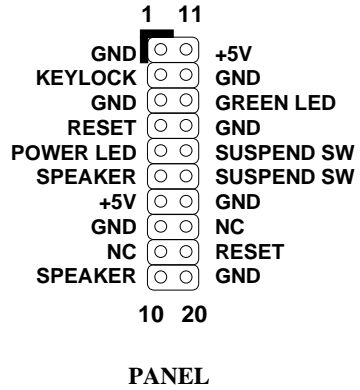 1 11
GND +5V
KEYLOCK GND
GND GREEN LED
RESET GND
POWER LED SUSPEND SW
SPEAKER SUSPEND SW
+5V GND
GND NC
NC RESET
SPEAKER GND
10 20
PANEL